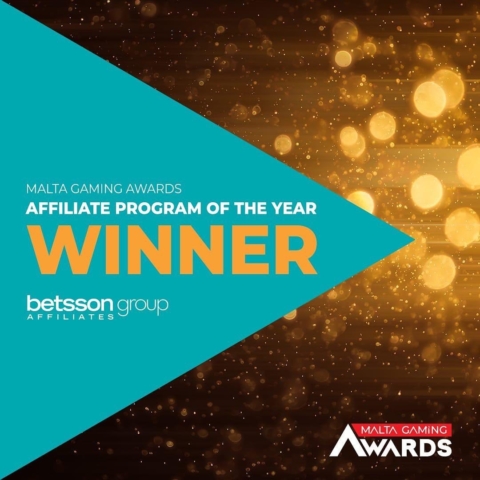 MALTA GAMING AWARDS
AFFILIATE PROGRAM OF THE YEAR
WINNER
betsson group
AFFILIATES
MALTA GAMING
AWARDS